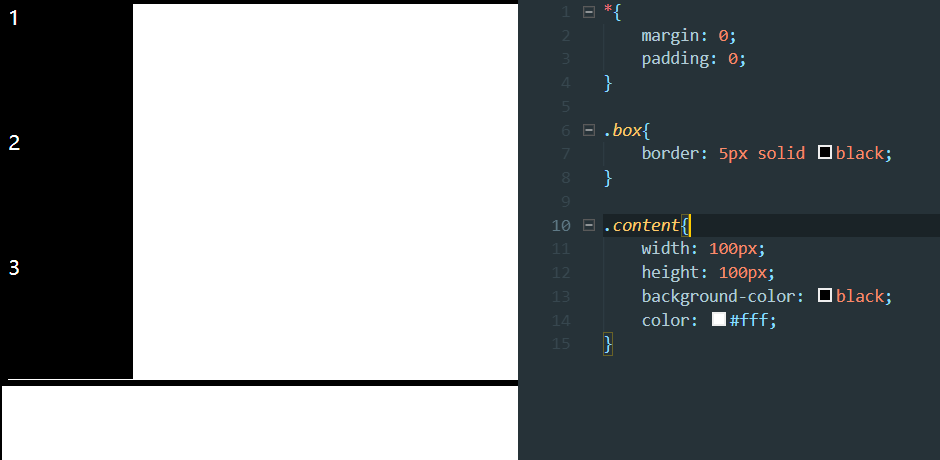 1
2
3
1 *{
2 margin: 0;
3 padding: 0;
4 }
5
6 .box{
7 border: 5px solid black;
8 }
9
10 .content{
11 width: 100px;
12 height: 100px;
13 background-color: black;
14 color: #fff;
15 }